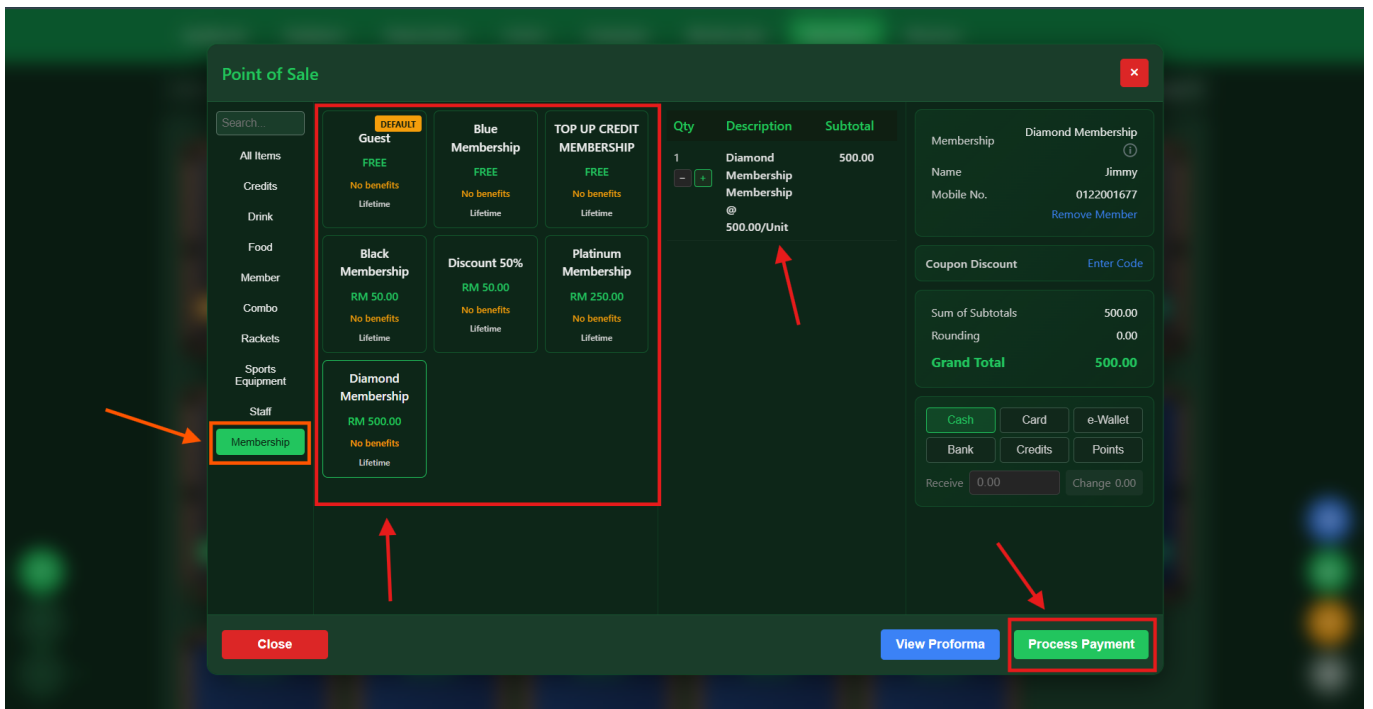 Point of Sale
×
Search...
All Items
Credits
Drink
Food
Member
Combo
Rackets
Sports
Equipment
Staff
Membership
DEFAULT
Guest
FREE
No benefits
Lifetime
Blue
Membership
FREE
No benefits
Lifetime
TOP UP CREDIT
MEMBERSHIP
FREE
No benefits
Lifetime
Black
Membership
RM 50.00
No benefits
Lifetime
Discount 50%
RM 50.00
No benefits
Lifetime
Platinum
Membership
RM 250.00
No benefits
Lifetime
Diamond
Membership
RM 500.00
No benefits
Lifetime
Qty Description Subtotal
1 Diamond 500.00
− + Membership
Membership
@
500.00/Unit
Membership Diamond Membership
Name Jimmy
Mobile No. 0122001677
Remove Member
Coupon Discount Enter Code
Sum of Subtotals 500.00
Rounding 0.00
Grand Total 500.00
Cash Card e-Wallet
Bank Credits Points
Receive 0.00 Change 0.00
Close View Proforma Process Payment